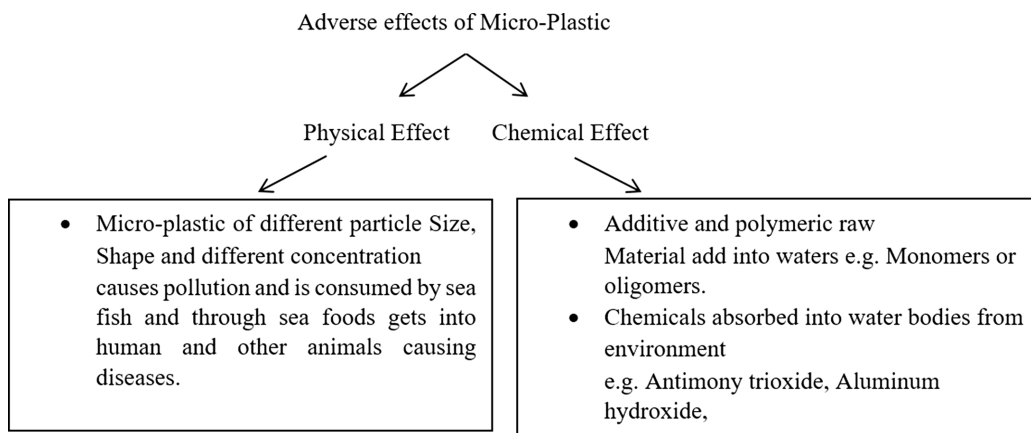 Adverse effects of Micro-Plastic
Physical Effect
Chemical Effect
• Micro-plastic of different particle Size,
Shape and different concentration
causes pollution and is consumed by sea
fish and through sea foods gets into
human and other animals causing
diseases.
• Additive and polymeric raw
Material add into waters e.g. Monomers or
oligomers.
• Chemicals absorbed into water bodies from
environment
e.g. Antimony trioxide, Aluminum
hydroxide,